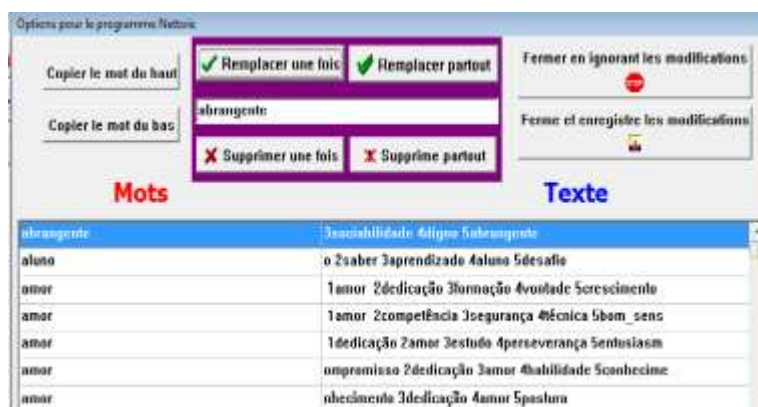 Options pour le programme Nettoie
Copier le mot du haut
Remplacer une fois
Remplacer partout
Fermer en ignorant les modifications
STOP
abrangente
Copier le mot du bas
Ferme et enregistre les modifications
Supprimer une fois
Supprime partout
Mots
Texte
abrangente 3sociabilidade 4digno 5abrangente
aluno o 2saber 3aprendizado 4aluno 5desafio
amor 1amor 2dedicação 3formação 4vontade 5crescimento
amor 1amor 2competência 3segurança 4técnica 5bom_sens
amor 1dedicação 2amor 3estudo 4perseverança 5entusiasm
amor ompromisso 2dedicação 3amor 4habilidade 5conhecime
amor nhecimento 3dedicação 4amor 5postura